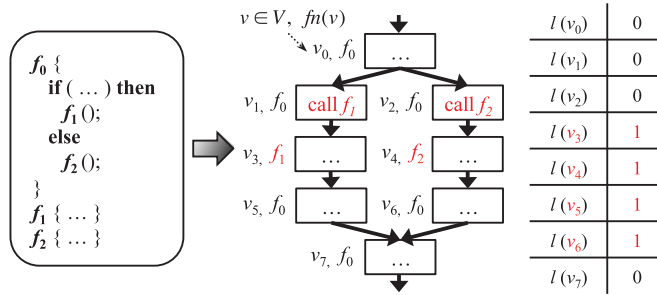 f0 {
if ( … ) then
f1 ();
else
f2 ();
}
f1 { … }
f2 { … }
v ∈ V, fn(v)
v0, f0 …
v1, f0 call f1 v2, f0 call f2
v3, f1 … v4, f2 …
v5, f0 … v6, f0 …
v7, f0 …
l (v0) 0
l (v1) 0
l (v2) 0
l (v3) 1
l (v4) 1
l (v5) 1
l (v6) 1
l (v7) 0